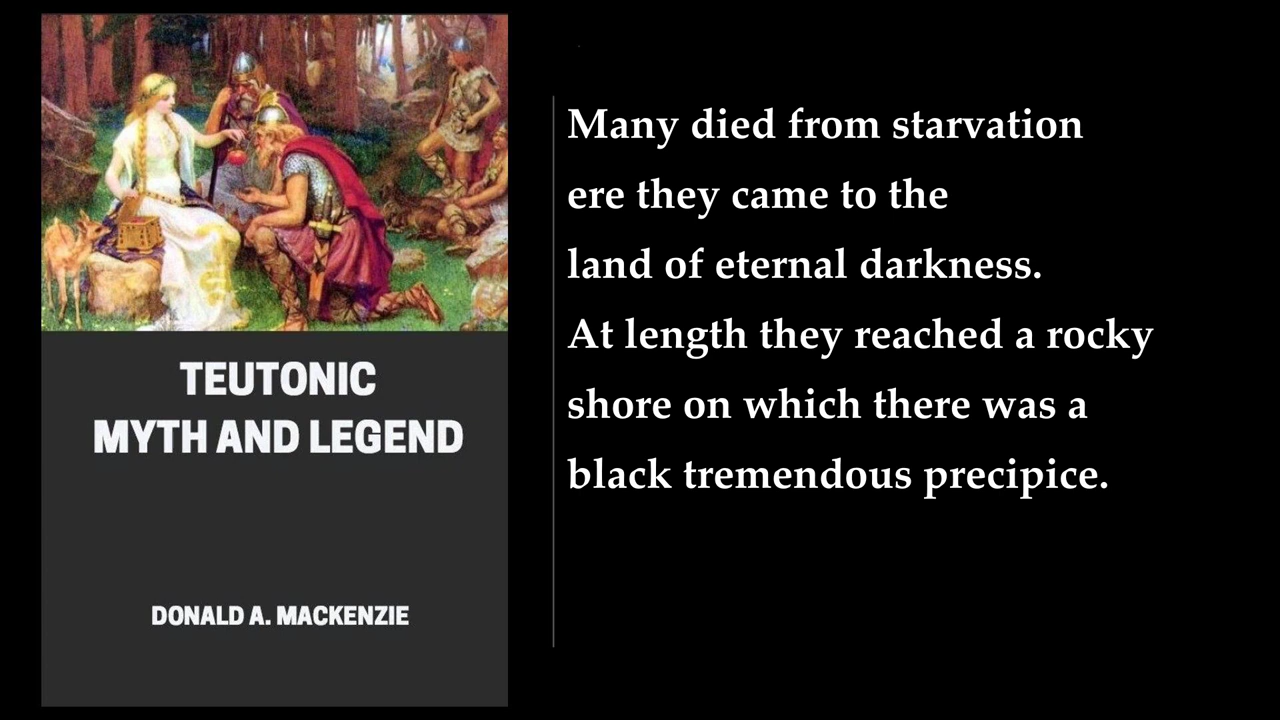 TEUTONIC
MYTH AND LEGEND
DONALD A. MACKENZIE
Many died from starvation
ere they came to the
land of eternal darkness.
At length they reached a rocky
shore on which there was a
black tremendous precipice.